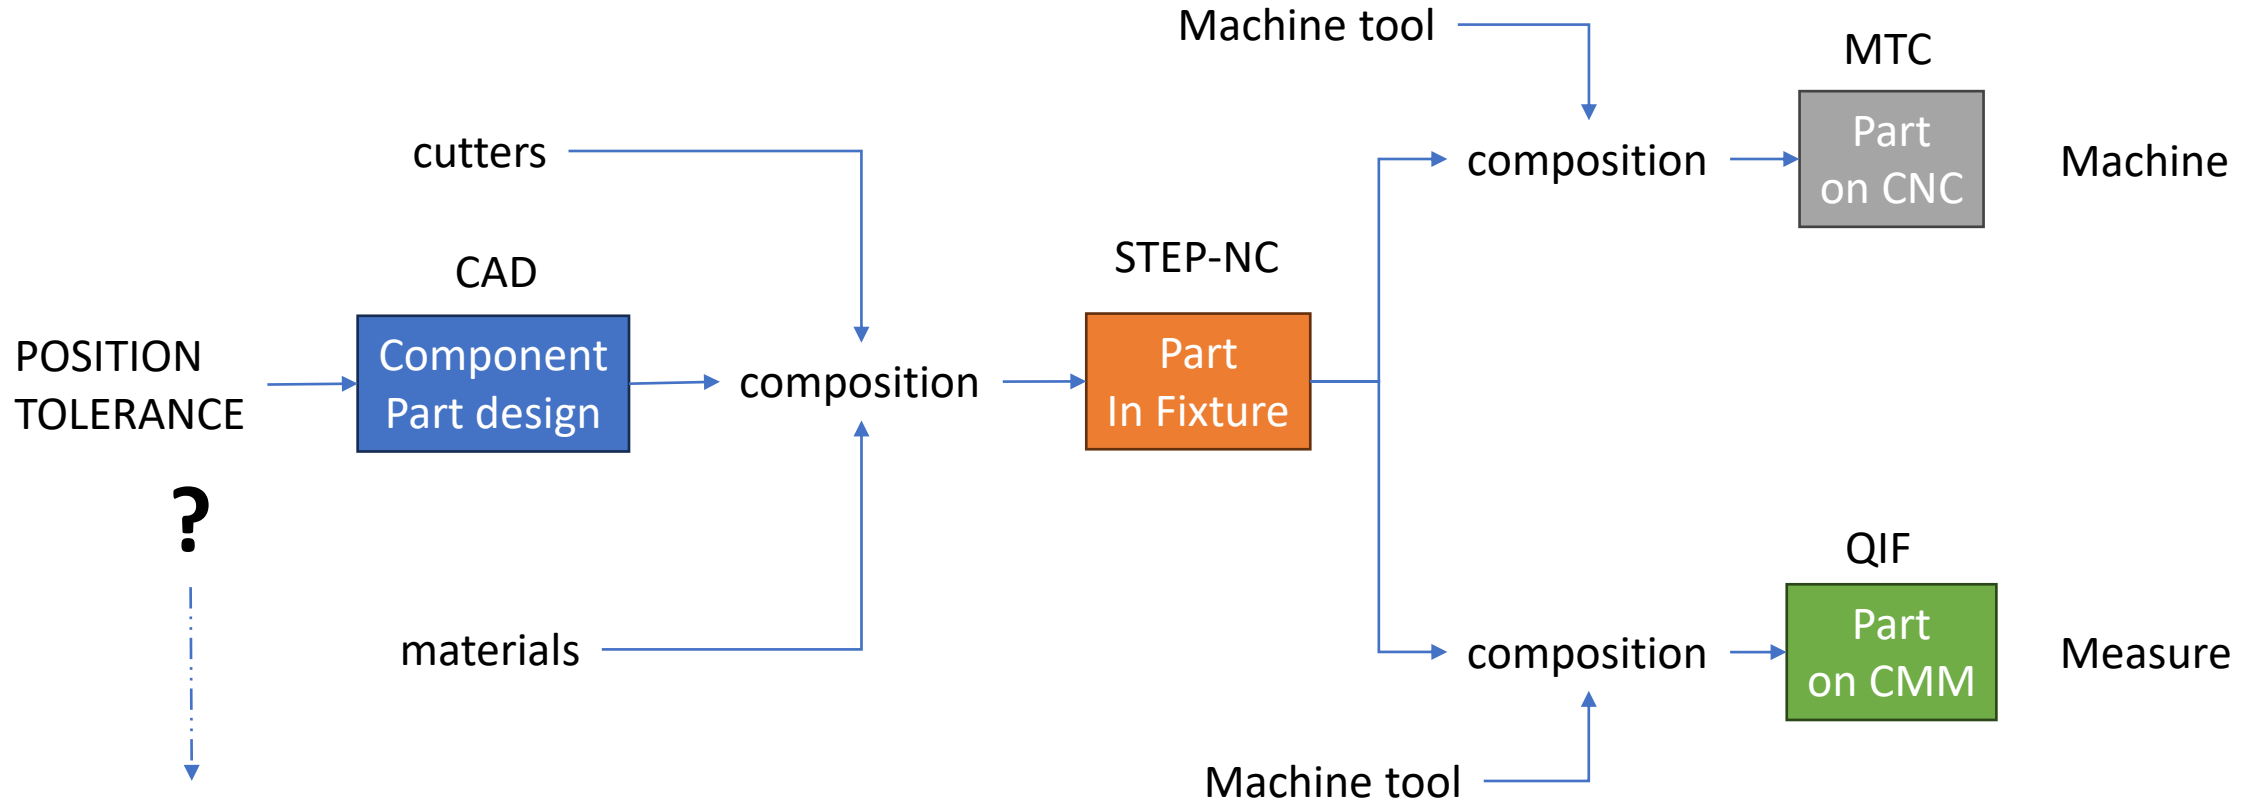 Machine tool
MTC
Part
on CNC
cutters
composition
Machine
STEP-NC
CAD
POSITION
TOLERANCE
Component
Part design
composition
Part
In Fixture
?
QIF
Part
on CMM
materials
composition
Measure
Machine tool